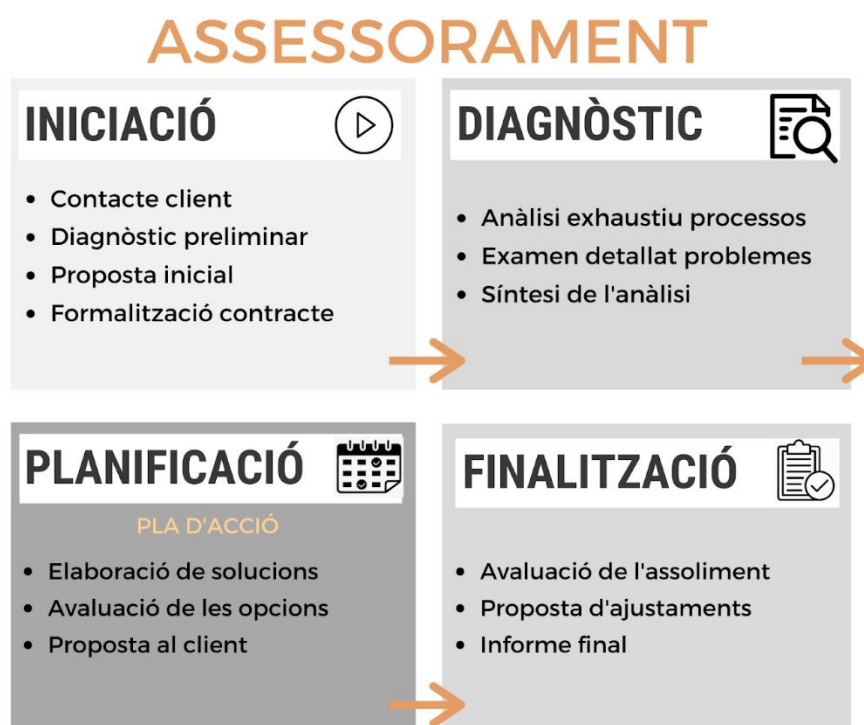 ASSESSORAMENT
INICIACIÓ
• Contacte client
• Diagnòstic preliminar
• Proposta inicial
• Formalització contracte
DIAGNÒSTIC
• Anàlisi exhaustiu processos
• Examen detallat problemes
• Síntesi de l'anàlisi
PLANIFICACIÓ
PLA D'ACCIÓ
• Elaboració de solucions
• Avaluació de les opcions
• Proposta al client
FINALITZACIÓ
• Avaluació de l'assoliment
• Proposta d'ajustaments
• Informe final